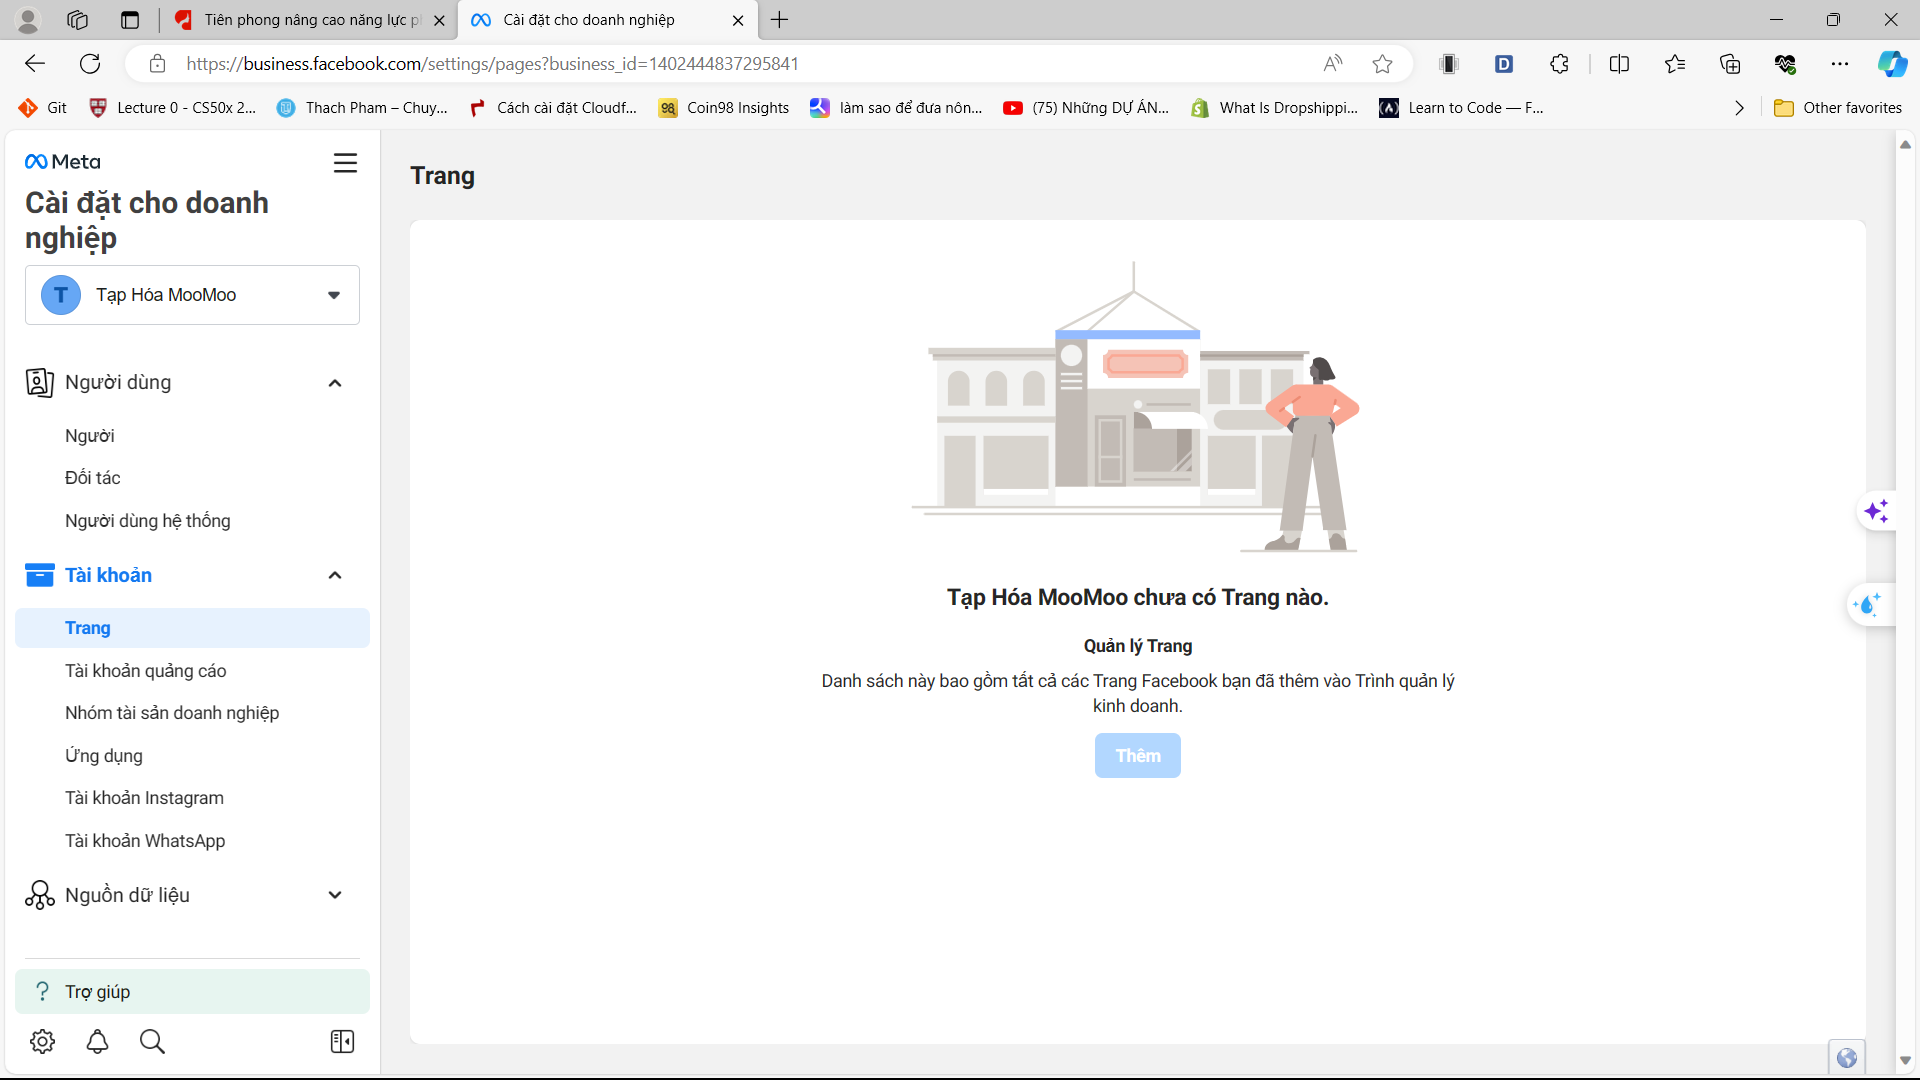 Tiên phong nâng cao năng lực p
Cài đặt cho doanh nghiệp
https://business.facebook.com/settings/pages?business_id=1402444837295841
Git
Lecture 0 - CS50x 2...
Thach Pham – Chuy...
Cách cài đặt Cloudf...
98
Coin98 Insights
làm sao để đưa nôn...
(75) Những DỰ ÁN...
What Is Dropshippi...
Learn to Code — F...
Other favorites
Meta
Cài đặt cho doanh
nghiệp
T
Tạp Hóa MooMoo
Người dùng
Người
Đối tác
Người dùng hệ thống
Tài khoản
Trang
Tài khoản quảng cáo
Nhóm tài sản doanh nghiệp
Ứng dụng
Tài khoản Instagram
Tài khoản WhatsApp
Nguồn dữ liệu
? Trợ giúp
Trang
Tạp Hóa MooMoo chưa có Trang nào.
Quản lý Trang
Danh sách này bao gồm tất cả các Trang Facebook bạn đã thêm vào Trình quản lý
kinh doanh.
Thêm